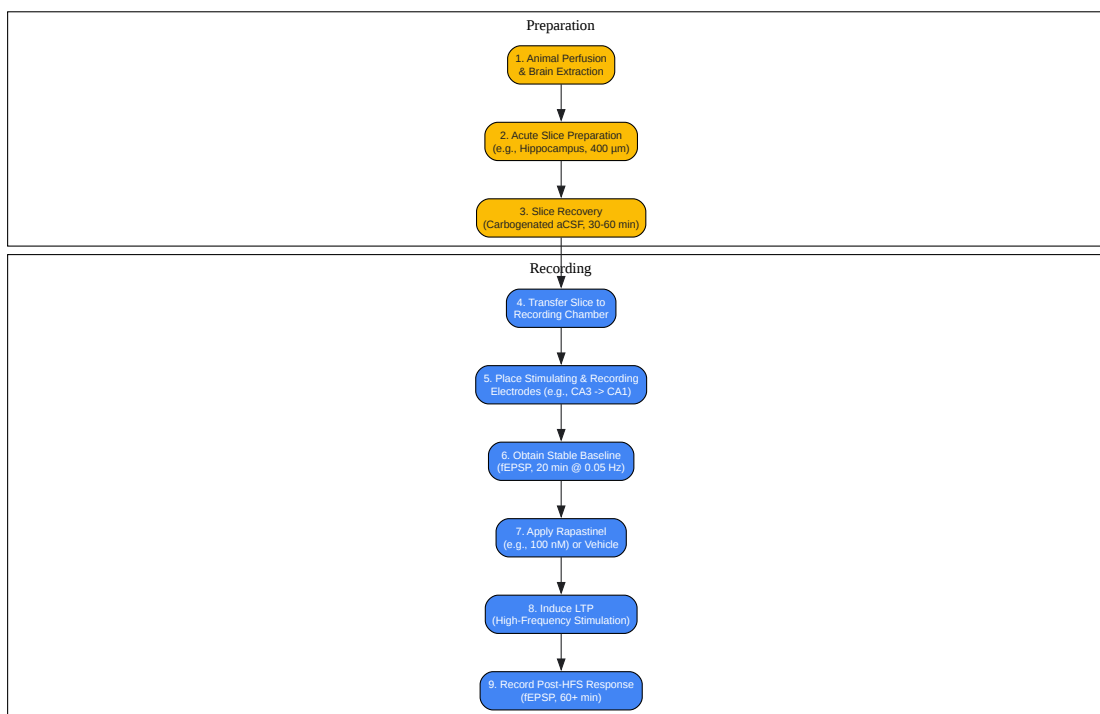 Preparation
1. Animal Perfusion
& Brain Extraction
2. Acute Slice Preparation
(e.g., Hippocampus, 400 µm)
3. Slice Recovery
(Carbogenated aCSF, 30-60 min)
Recording
4. Transfer Slice to
Recording Chamber
5. Place Stimulating & Recording
Electrodes (e.g., CA3 -> CA1)
6. Obtain Stable Baseline
(fEPSP, 20 min @ 0.05 Hz)
7. Apply Rapastinel
(e.g., 100 nM) or Vehicle
8. Induce LTP
(High-Frequency Stimulation)
9. Record Post-HFS Response
(fEPSP, 60+ min)